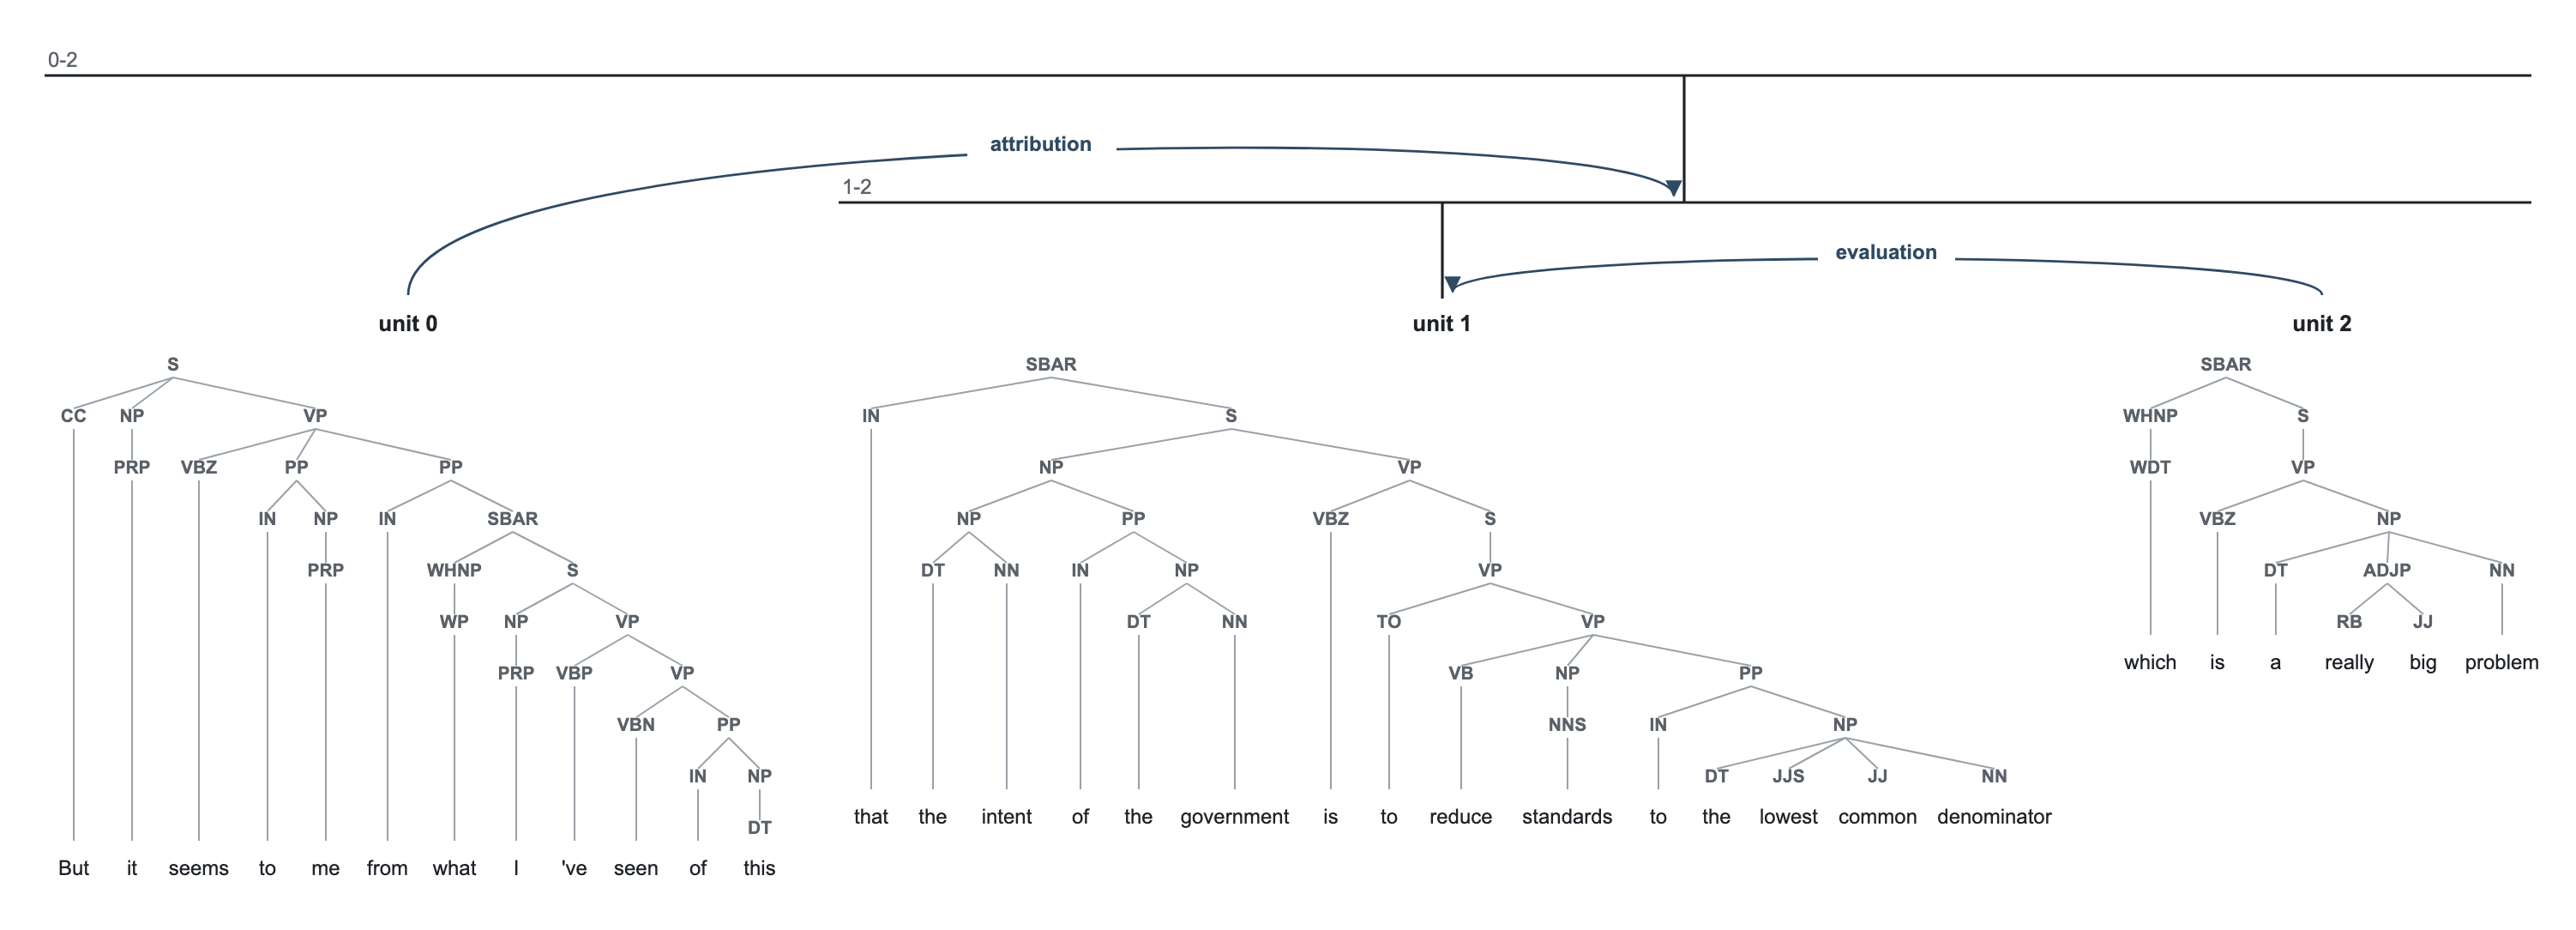 0-2
attribution
1-2
evaluation
unit 0 unit 1 unit 2
S SBAR SBAR
CC NP VP IN S WHNP S
PRP VBZ PP PP NP VP WDT VP
IN NP IN SBAR NP PP VBZ S VBZ NP
PRP WHNP S DT NN IN NP VP DT ADJP NN
WP NP VP DT NN TO VP RB JJ
which is a really big problem
PRP VBP VP VB NP PP
VBN PP NNS IN NP
IN NP DT JJS JJ NN
that the intent of the government is to reduce standards to the lowest common denominator
DT
But it seems to me from what I 've seen of this